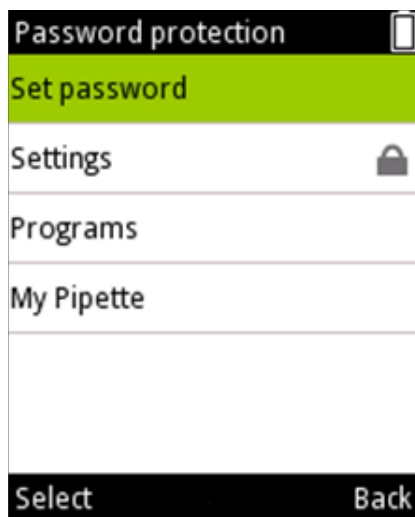 Password protection
Set password
Settings
Programs
My Pipette
Select Back